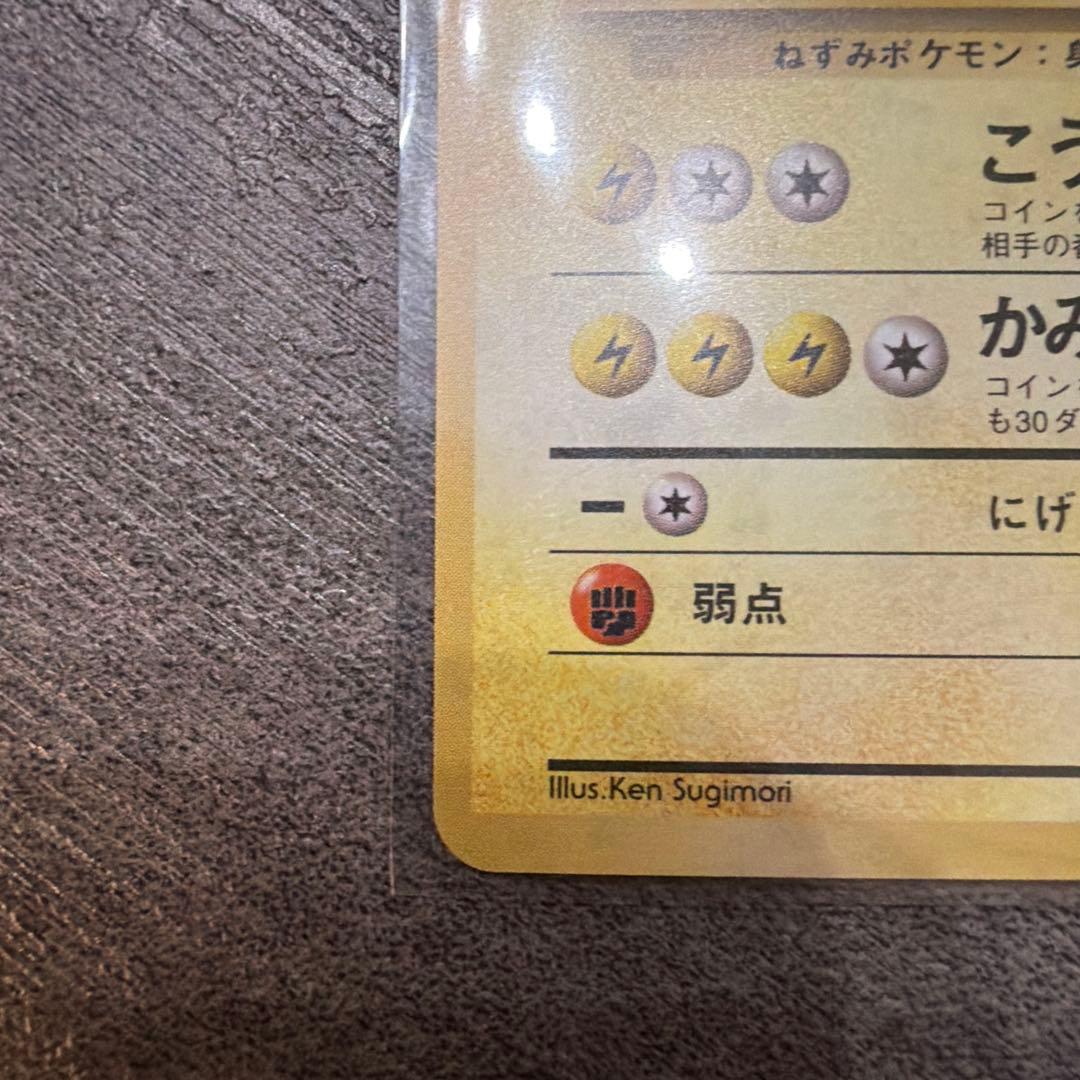 ねずみポケモン：
こう
コイン
相手の番
かみ
コイン
も30ダ
にげ
弱点
Illus.Ken Sugimori